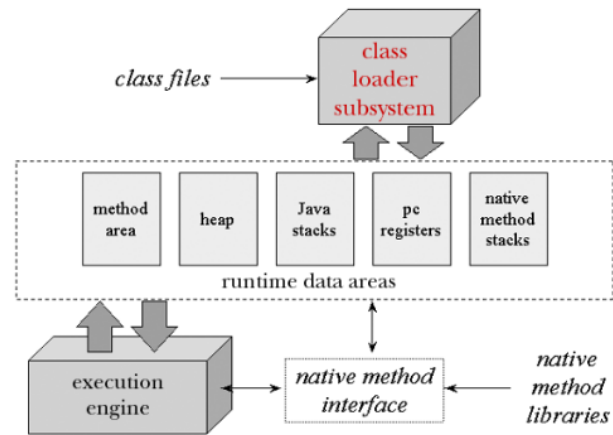 class
loader
subsystem
class files
method
area
heap
Java
stacks
pc
registers
native
method
stacks
runtime data areas
execution
engine
native method
interface
native
method
libraries